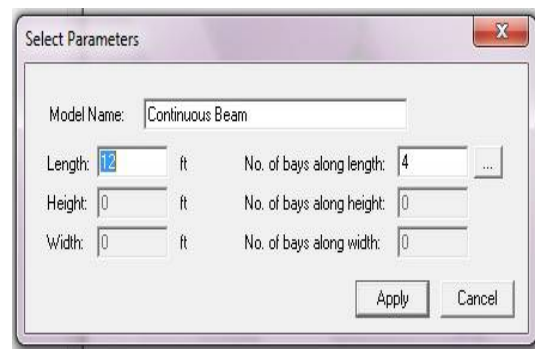 Select Parameters
X
Model Name: Continuous Beam
Length: 12 ft No. of bays along length: 4 ...
Height: 0 ft No. of bays along height: 0
Width: 0 ft No. of bays along width: 0
Apply Cancel